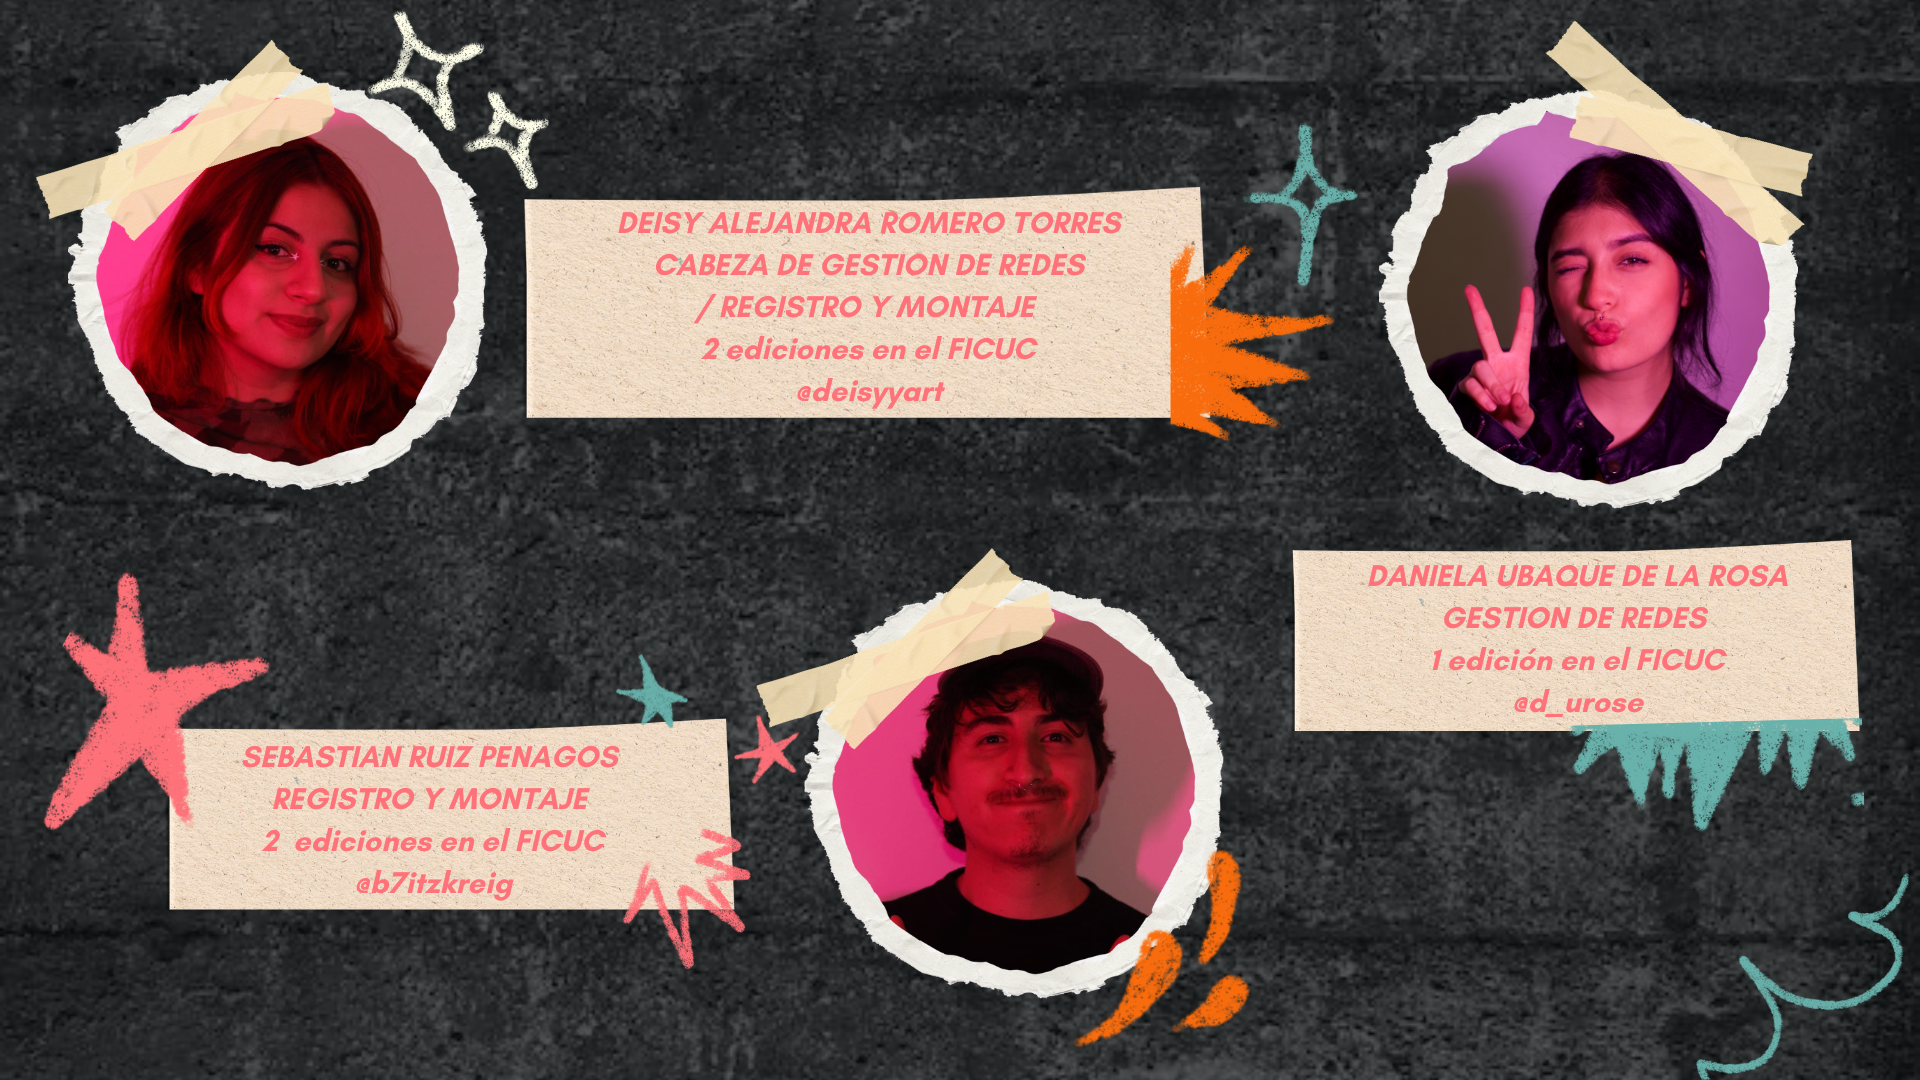 DEISY ALEJANDRA ROMERO TORRES
CABEZA DE GESTION DE REDES
/ REGISTRO Y MONTAJE
2 ediciones en el FICUC
@deisyyart
DANIELA UBAQUE DE LA ROSA
GESTION DE REDES
1 edición en el FICUC
@d_urose
SEBASTIAN RUIZ PENAGOS
REGISTRO Y MONTAJE
2 ediciones en el FICUC
@b7itzkreig